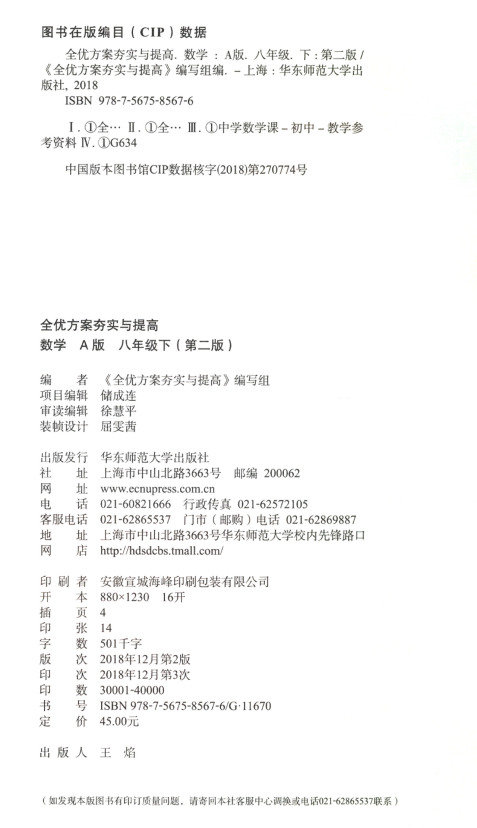 图书在版编目(CIP)数据
全优方案夯实与提高. 数学 : A版. 八年级. 下 : 第二版 /
《全优方案夯实与提高》编写组编. – 上海 : 华东师范大学出
版社, 2018
ISBN 978-7-5675-8567-6
Ⅰ. ①全… Ⅱ. ①全… Ⅲ. ①中学数学课 – 初中 – 教学参
考资料 Ⅳ. ①G634
中国版本图书馆CIP数据核字(2018)第270774号
全优方案夯实与提高
数学 A版 八年级下(第二版)
编 者 《全优方案夯实与提高》编写组
项目编辑 储成连
审读编辑 徐慧平
装帧设计 屈雯茜
出版发行 华东师范大学出版社
社 址 上海市中山北路3663号 邮编 200062
网 址 www.ecnupress.com.cn
电 话 021-60821666 行政传真 021-62572105
客服电话 021-62865537 门市(邮购)电话 021-62869887
地 址 上海市中山北路3663号华东师范大学校内先锋路口
网 店 http://hdsdcbs.tmall.com/
印 刷 者 安徽宣城海峰印刷包装有限公司
开 本 880×1230 16开
插 页 4
印 张 14
字 数 501千字
版 次 2018年12月第2版
印 次 2018年12月第3次
印 数 30001-40000
书 号 ISBN 978-7-5675-8567-6/G·11670
定 价 45.00元
出 版 人 王 焰
(如发现本版图书有印订质量问题, 请寄回本社客服中心调换或电话021-62865537联系)